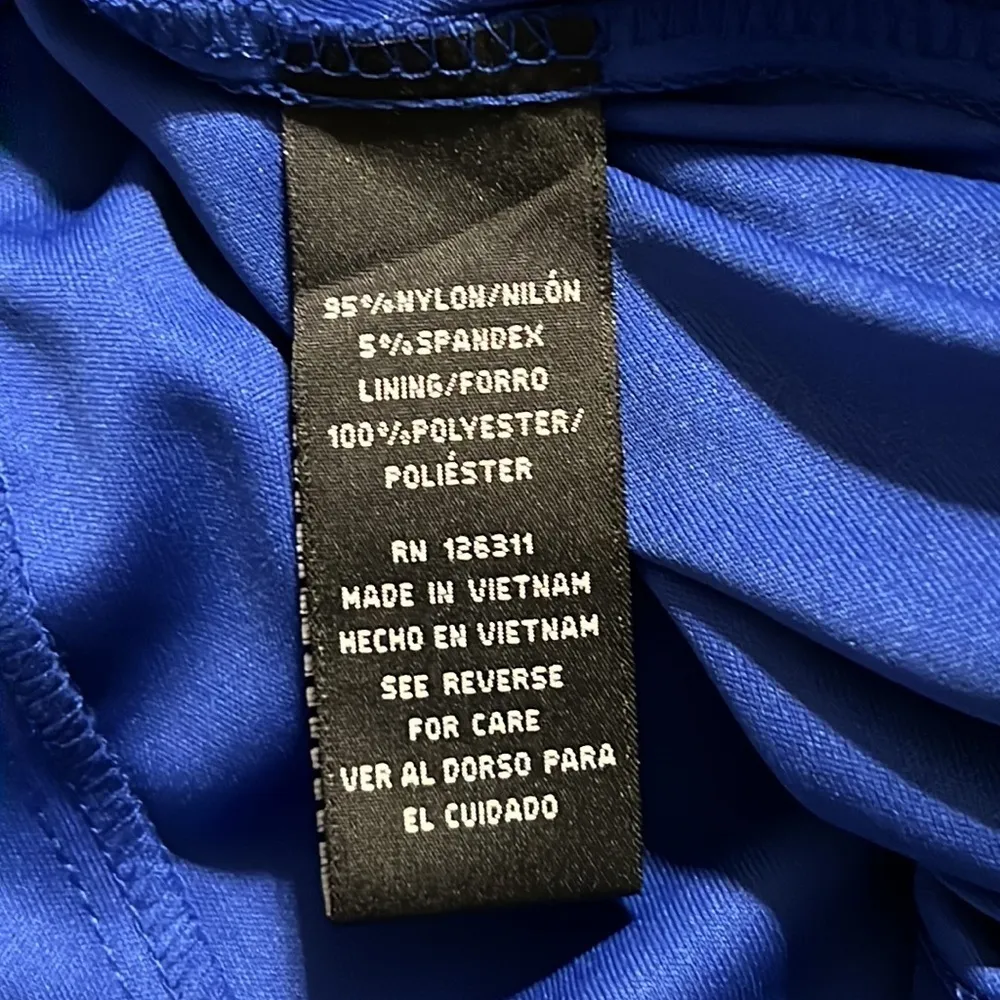 95%NYLON/NILÓN
5%SPANDEX
LINING/FORRO
100%POLYESTER/
POLIÉSTER
RN 126311
MADE IN VIETNAM
HECHO EN VIETNAM
SEE REVERSE
FOR CARE
VER AL DORSO PARA
EL CUIDADO